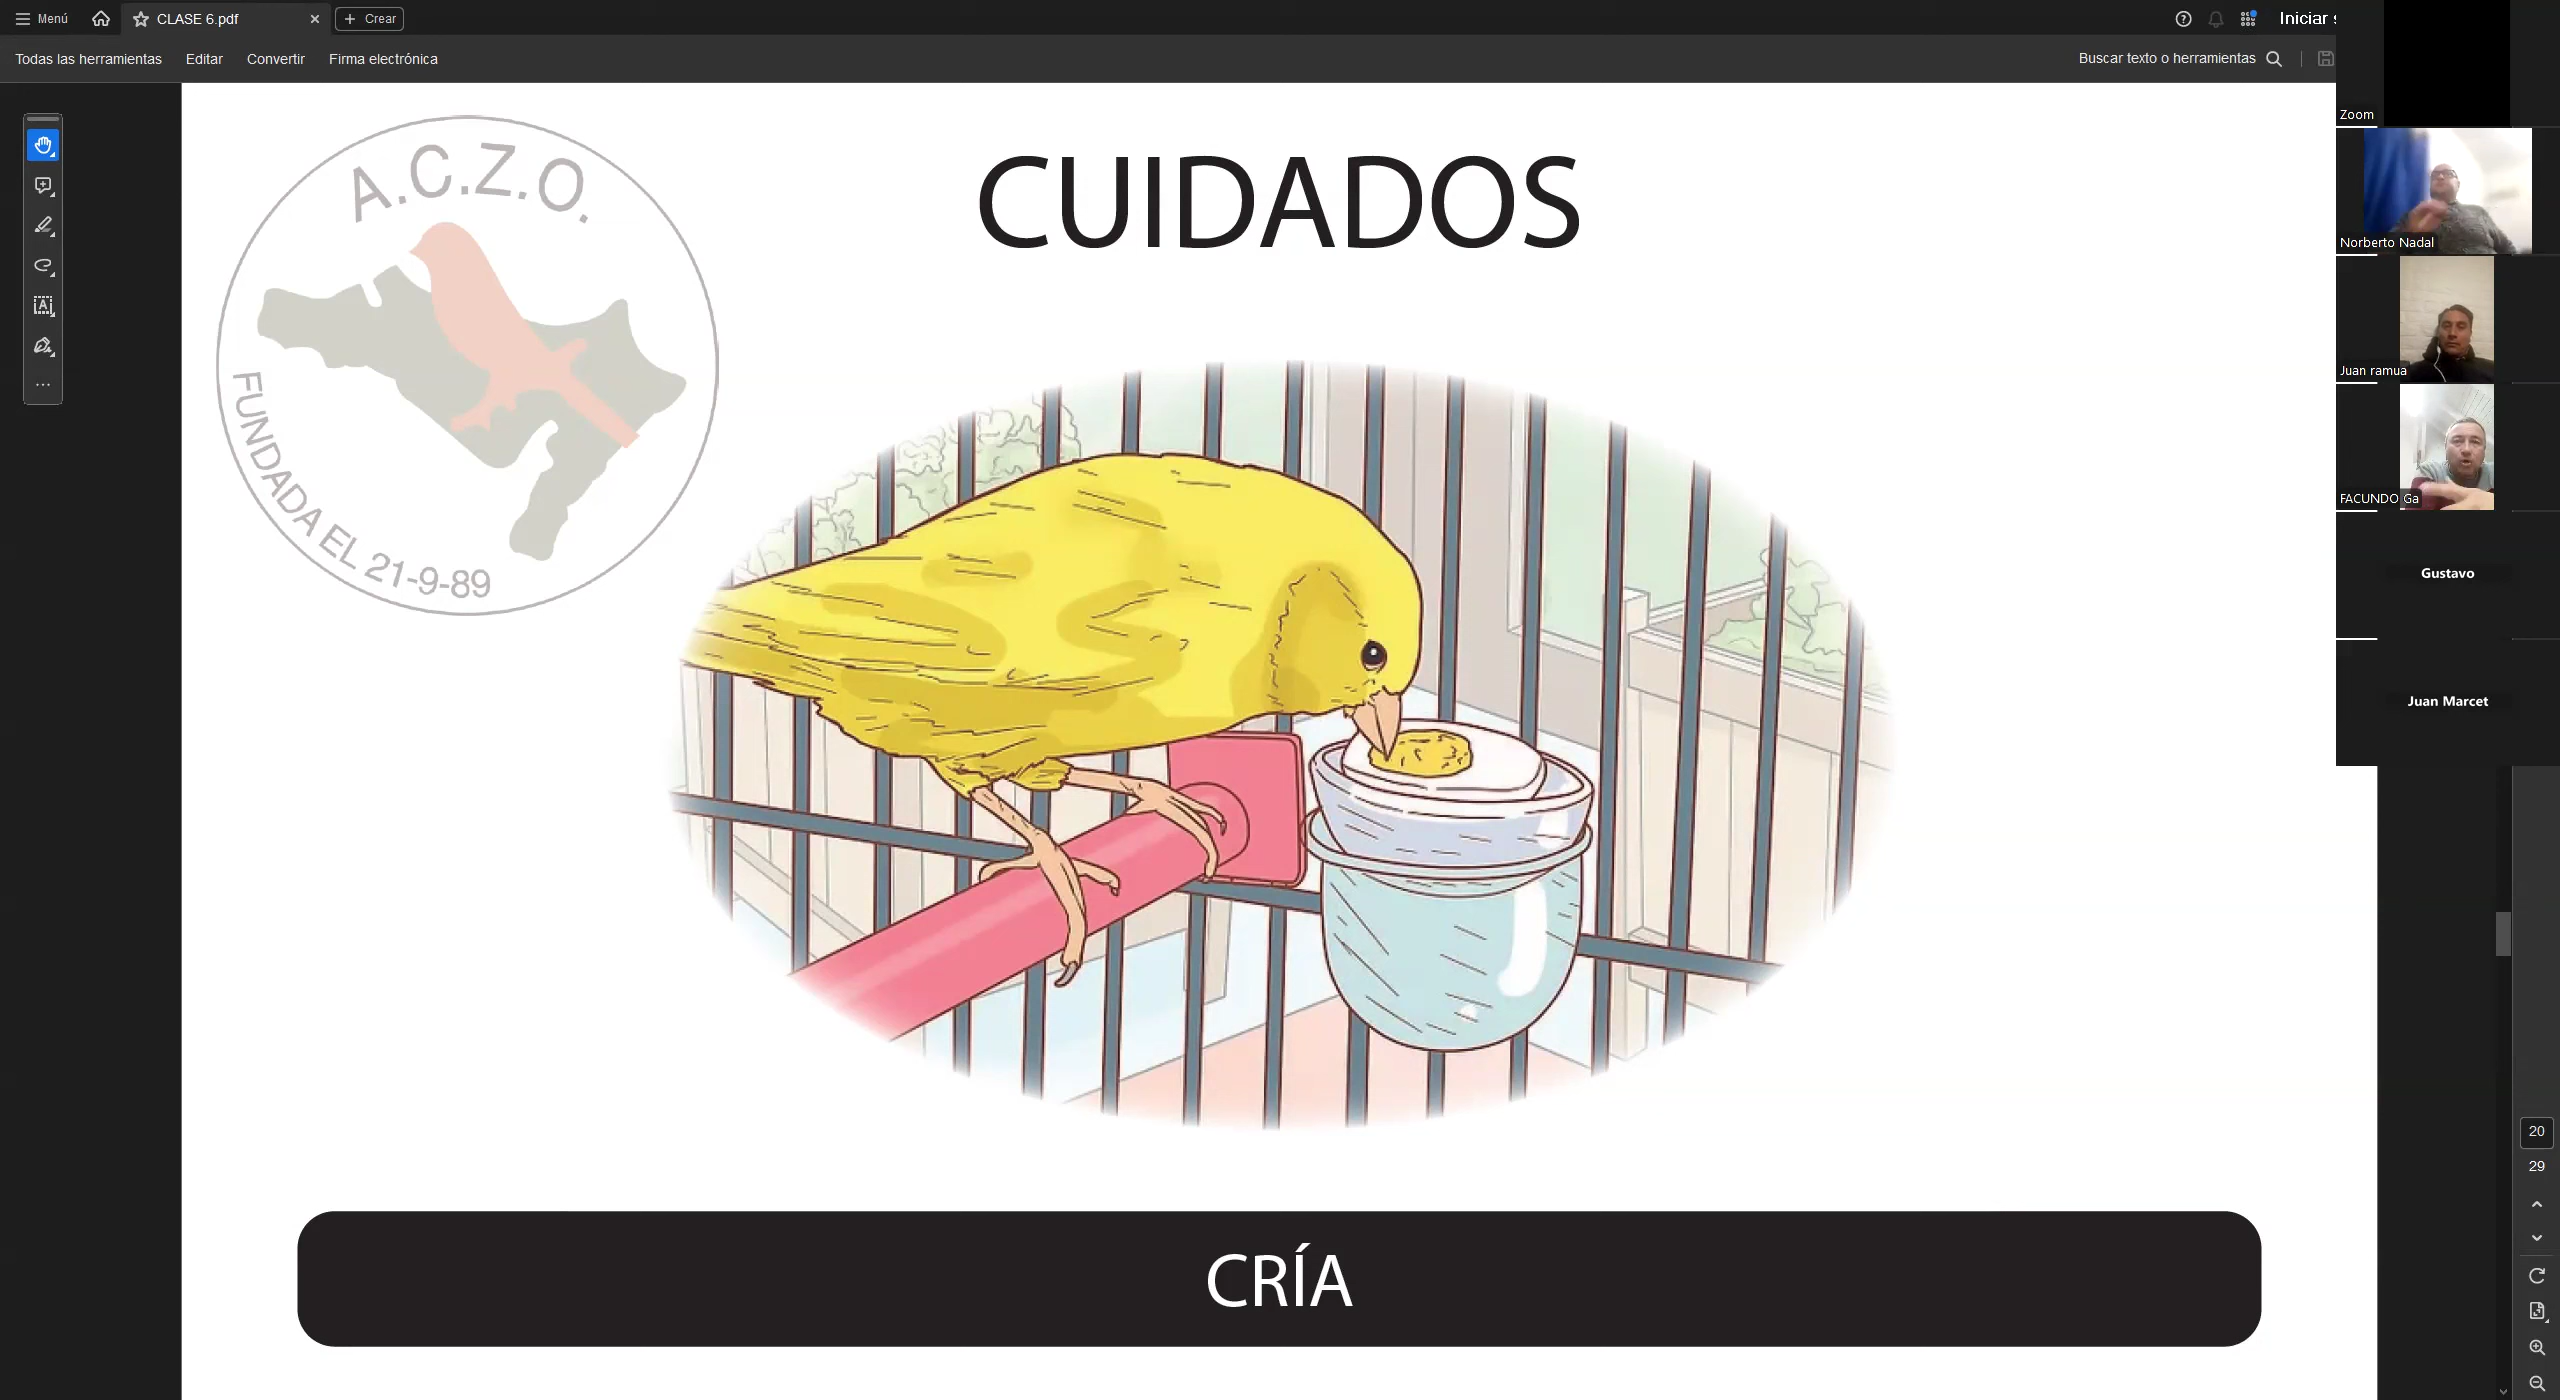 Menú
CLASE 6.pdf
Crear
Iniciar
Todas las herramientas
Editar
Convertir
Firma electrónica
Buscar texto o herramientas
A.C.Z.O.
FUNDADA EL 21-9-89
CUIDADOS
CRÍA
Zoom
Norberto Nadal
Juan ramua
FACUNDO Ga
Gustavo
Juan Marcet
20
29